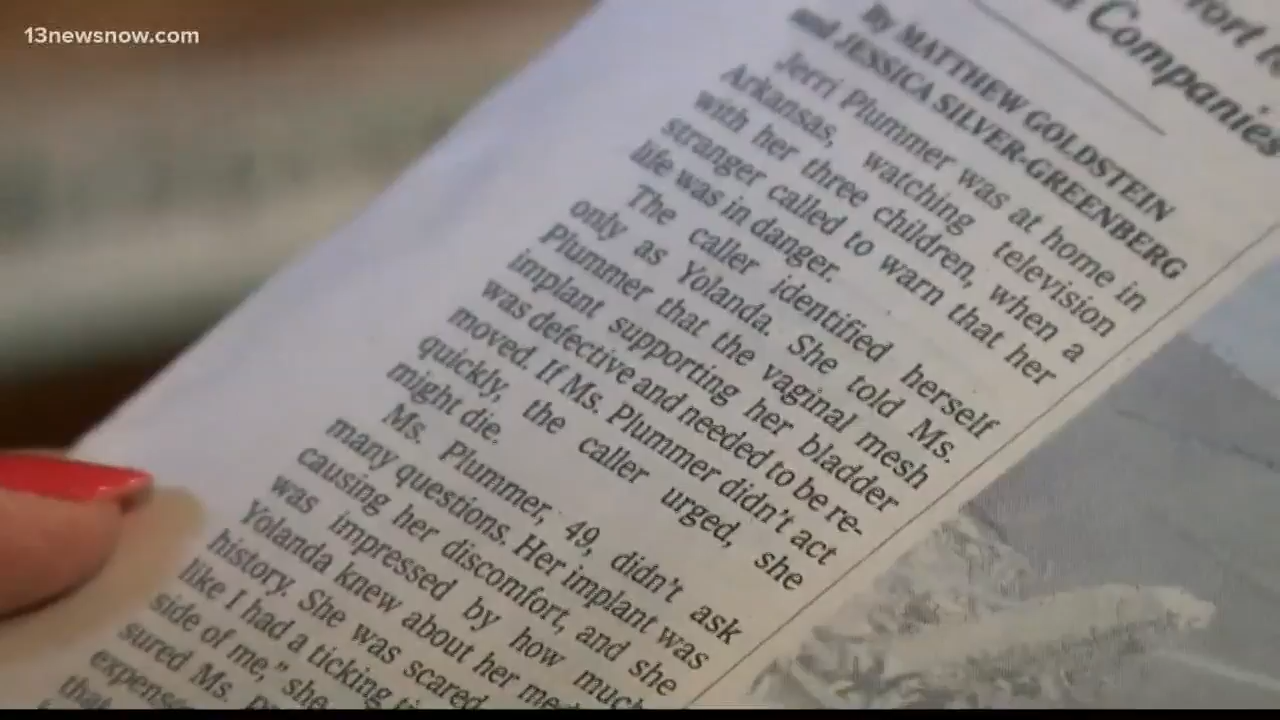 13newsnow.com
Companies
By MATTHEW GOLDSTEIN
and JESSICA SILVER-GREENBERG
Jerri Plummer was at home in
Arkansas, watching television
with her three children, when a
stranger called to warn that her
life was in danger.
The caller identified herself
only as Yolanda. She told Ms.
Plummer that the vaginal mesh
implant supporting her bladder
was defective and needed to be re-
moved. If Ms. Plummer didn't act
quickly, the caller urged, she
might die.
Ms. Plummer, 49, didn't ask
many questions. Her implant was
causing her discomfort, and she
was impressed by how much
Yolanda knew about her
history. She was scared
like I had a ticking
side of me," she
sured Ms.
that